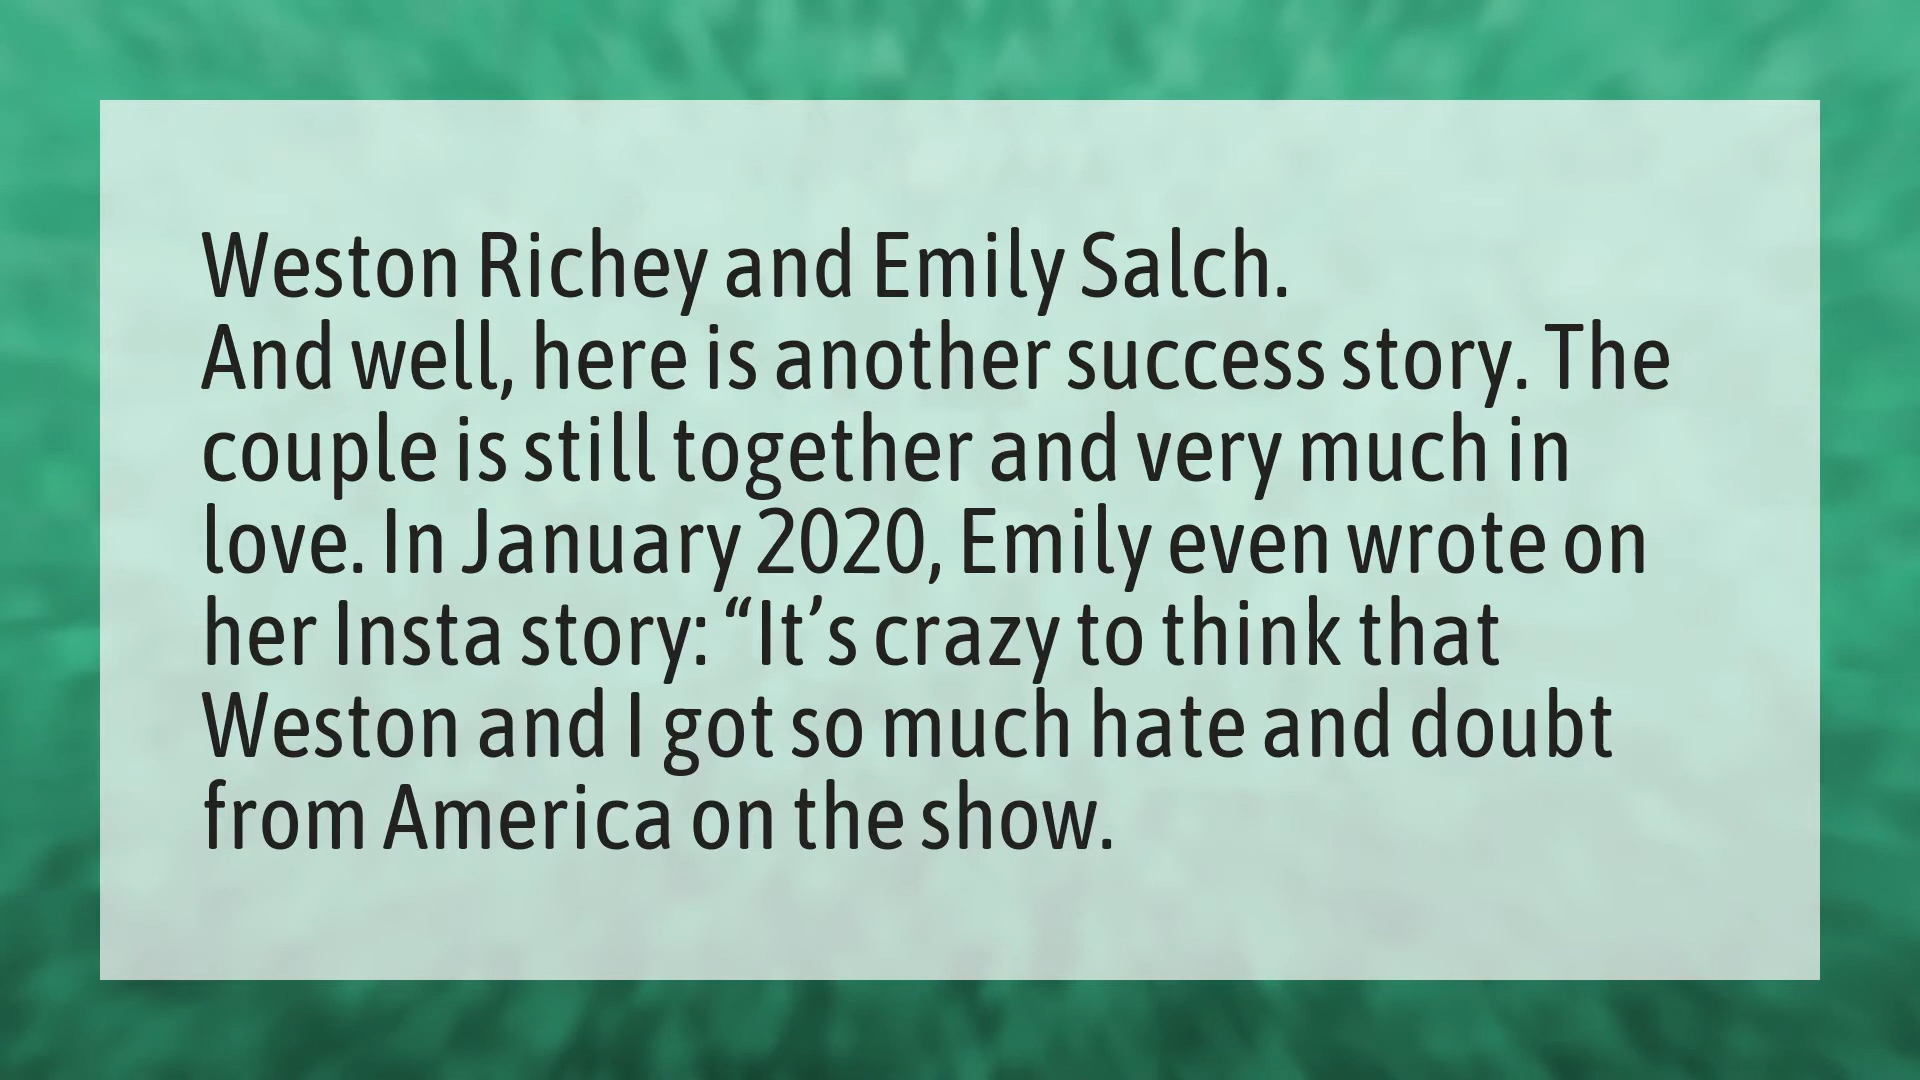 Weston Richey and Emily Salch.
And well, here is another success story. The
couple is still together and very much in
love. In January 2020, Emily even wrote on
her Insta story: “It’s crazy to think that
Weston and I got so much hate and doubt
from America on the show.